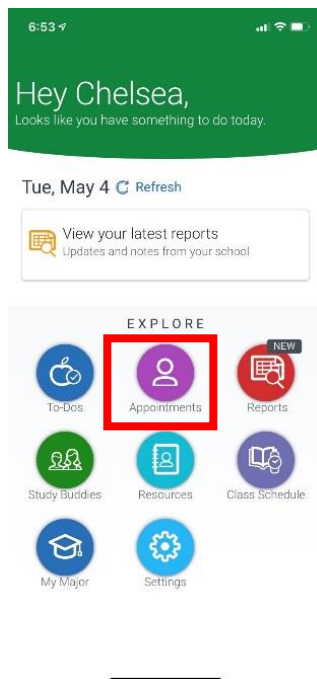 6:53
Hey Chelsea,
Looks like you have something to do today.
Tue, May 4 Refresh
View your latest reports
Updates and notes from your school
EXPLORE
NEW
To-Dos Appointments Reports
Study Buddies Resources Class Schedule
My Major Settings